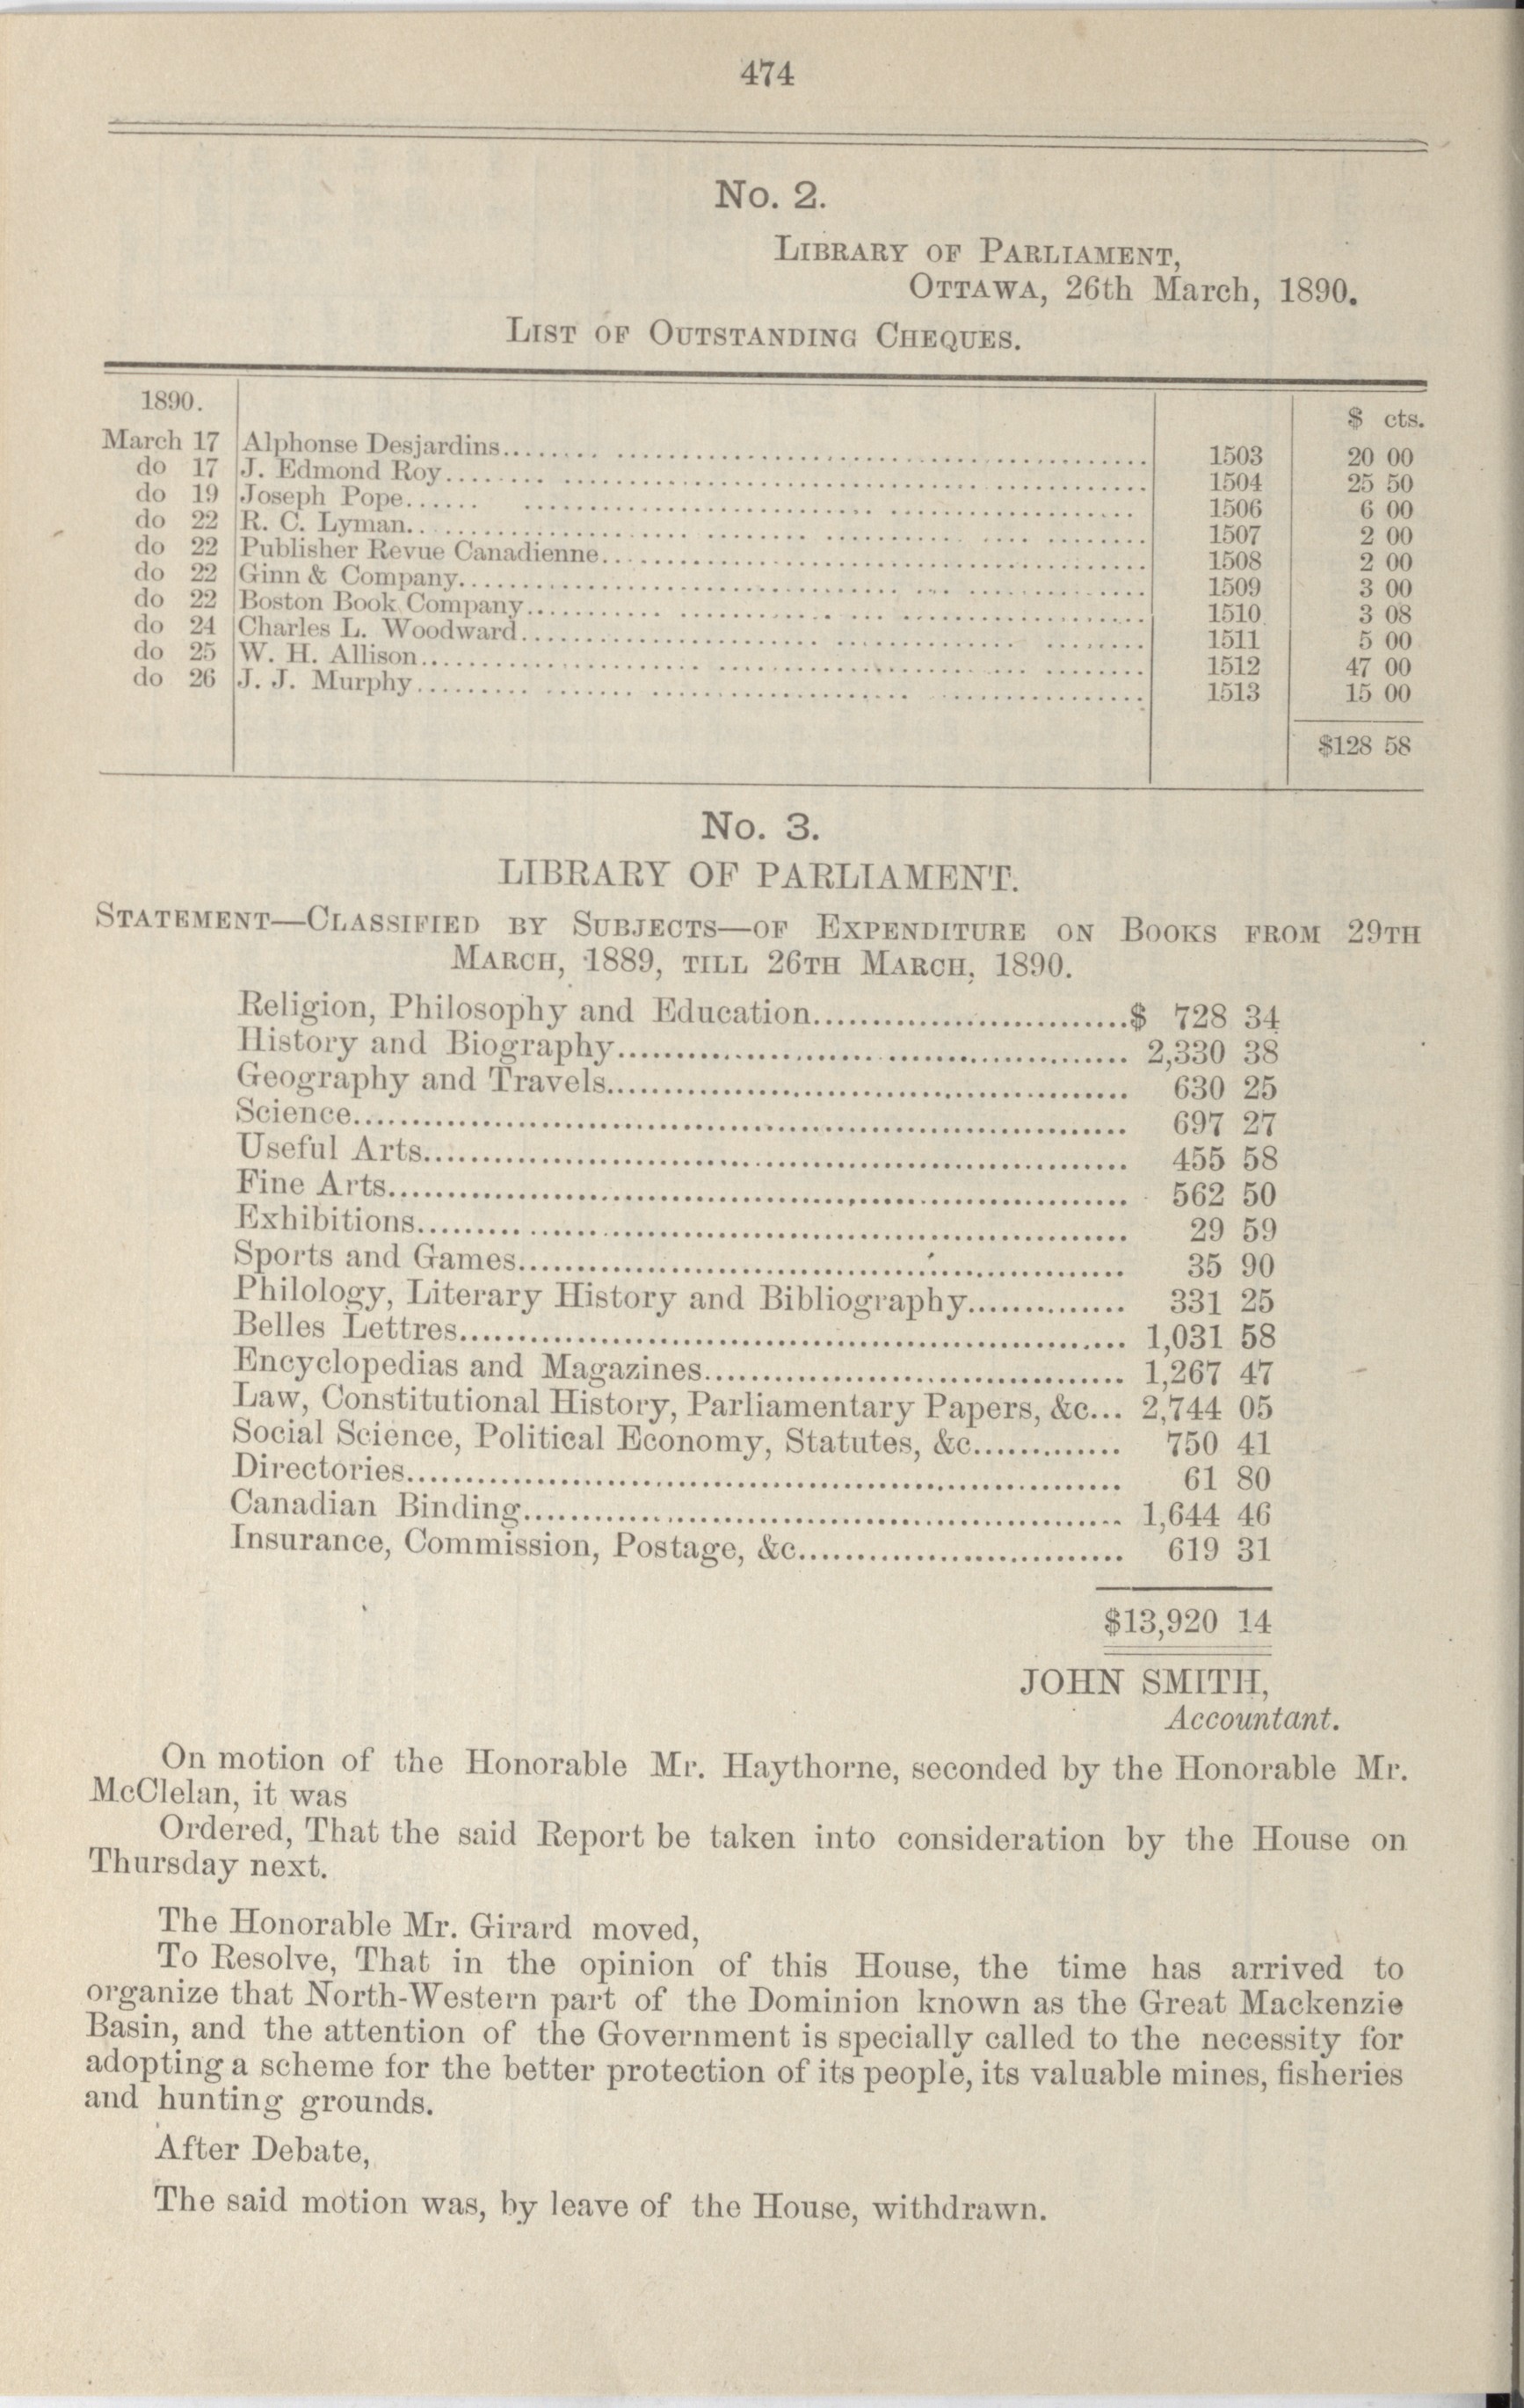 474
No. 2.
LIBRARY OF PARLIAMENT,
OTTAWA, 26th March, 1890.
LIST OF OUTSTANDING CHEQUES.
1890. $ cts.
March 17 Alphonse Desjardins 1503 20 00
do 17 J. Edmond Roy 1504 25 50
do 19 Joseph Pope 1506 6 00
do 22 R. C. Lyman 1507 2 00
do 22 Publisher Revue Canadienne 1508 2 00
do 22 Ginn & Company 1509 3 00
do 22 Boston Book Company 1510 3 08
do 24 Charles L. Woodward 1511 5 00
do 25 W. H. Allison 1512 47 00
do 26 J. J. Murphy 1513 15 00
$128 58
No. 3.
LIBRARY OF PARLIAMENT.
STATEMENT—CLASSIFIED BY SUBJECTS—OF EXPENDITURE ON BOOKS FROM 29TH
MARCH, 1889, TILL 26TH MARCH, 1890.
Religion, Philosophy and Education $ 728 34
History and Biography 2,330 38
Geography and Travels 630 25
Science 697 27
Useful Arts 455 58
Fine Arts 562 50
Exhibitions 29 59
Sports and Games 35 90
Philology, Literary History and Bibliography 331 25
Belles Lettres 1,031 58
Encyclopedias and Magazines 1,267 47
Law, Constitutional History, Parliamentary Papers, &c... 2,744 05
Social Science, Political Economy, Statutes, &c. 750 41
Directories 61 80
Canadian Binding 1,644 46
Insurance, Commission, Postage, &c. 619 31
$13,920 14
JOHN SMITH,
Accountant.
On motion of the Honorable Mr. Haythorne, seconded by the Honorable Mr.
McClelan, it was
Ordered, That the said Report be taken into consideration by the House on
Thursday next.
The Honorable Mr. Girard moved,
To Resolve, That in the opinion of this House, the time has arrived to
organize that North-Western part of the Dominion known as the Great Mackenzie
Basin, and the attention of the Government is specially called to the necessity for
adopting a scheme for the better protection of its people, its valuable mines, fisheries
and hunting grounds.
After Debate,
The said motion was, by leave of the House, withdrawn.